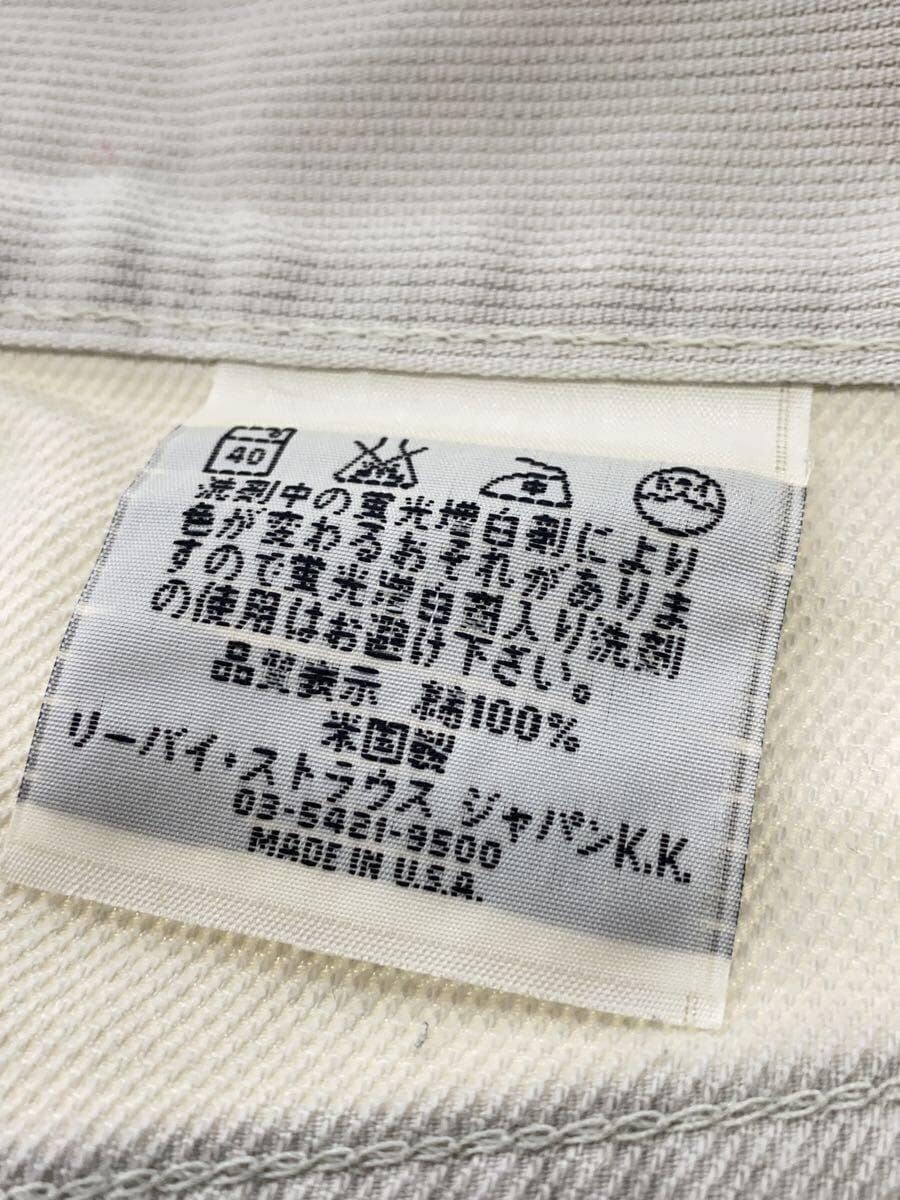 40
洗剤中の蛍光増白剤により
色が変わるおそれがありま
すので蛍光増白剤入り洗剤
の使用はお避け下さい。
品質表示 綿100%
米国製
リーバイ・ストラウス ジャパンK.K.
03-5421-9500
MADE IN U.S.A.